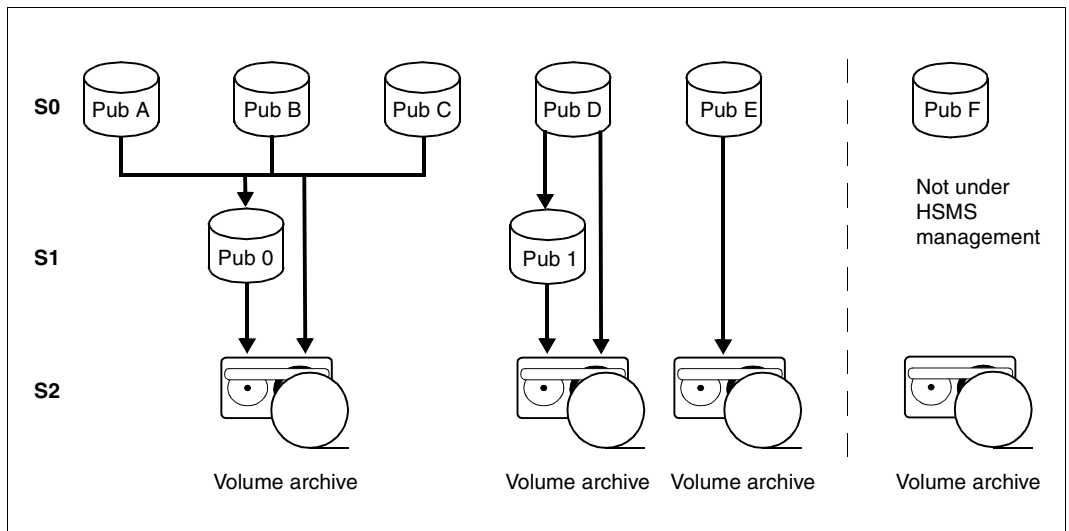 S0
Pub A
Pub B
Pub C
Pub D
Pub E
Pub F
Not under
HSMS
management
S1
Pub 0
Pub 1
S2
Volume archive
Volume archive
Volume archive
Volume archive